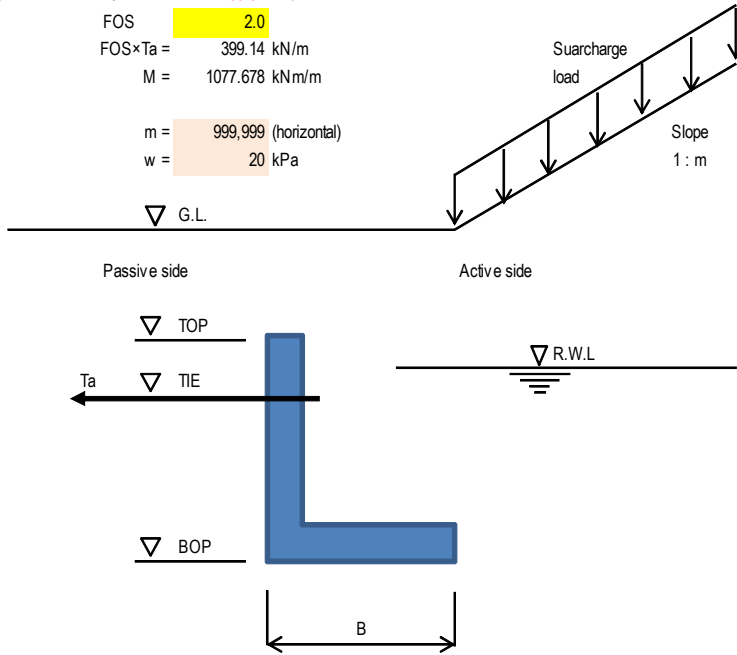 FOS 2.0
FOS×Ta = 399.14 kN/m
M = 1077.678 kNm/m
m = 999,999 (horizontal)
w = 20 kPa
Suarcharge
load
Slope
1 : m
G.L.
Passive side
Active side
TOP
R.W.L
Ta
TIE
BOP
B